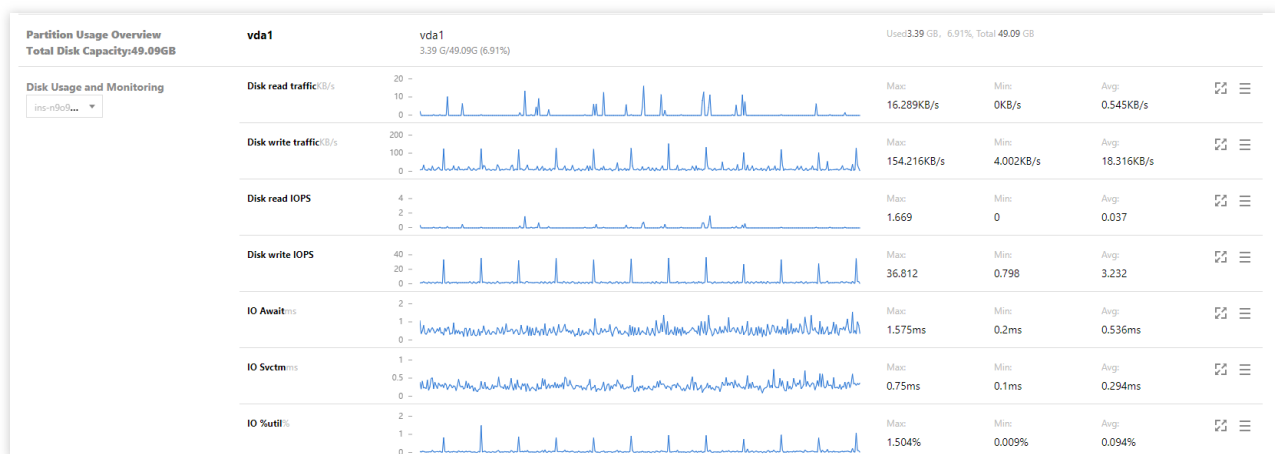 Partition Usage Overview
Total Disk Capacity:49.09GB
vda1
vda1
3.39 G/49.09G (6.91%)
Used3.39 GB，6.91%, Total 49.09 GB
Disk Usage and Monitoring
ins-n9o9...
Disk read trafficKB/s
20
10
0
Max:
16.289KB/s
Min:
0KB/s
Avg:
0.545KB/s
Disk write trafficKB/s
200
100
0
Max:
154.216KB/s
Min:
4.002KB/s
Avg:
18.316KB/s
Disk read IOPS
4
2
0
Max:
1.669
Min:
0
Avg:
0.037
Disk write IOPS
40
20
0
Max:
36.812
Min:
0.798
Avg:
3.232
IO Awaitms
2
1
0
Max:
1.575ms
Min:
0.2ms
Avg:
0.536ms
IO Svctmms
1
0.5
0
Max:
0.75ms
Min:
0.1ms
Avg:
0.294ms
IO %util%
2
1
0
Max:
1.504%
Min:
0.009%
Avg:
0.094%